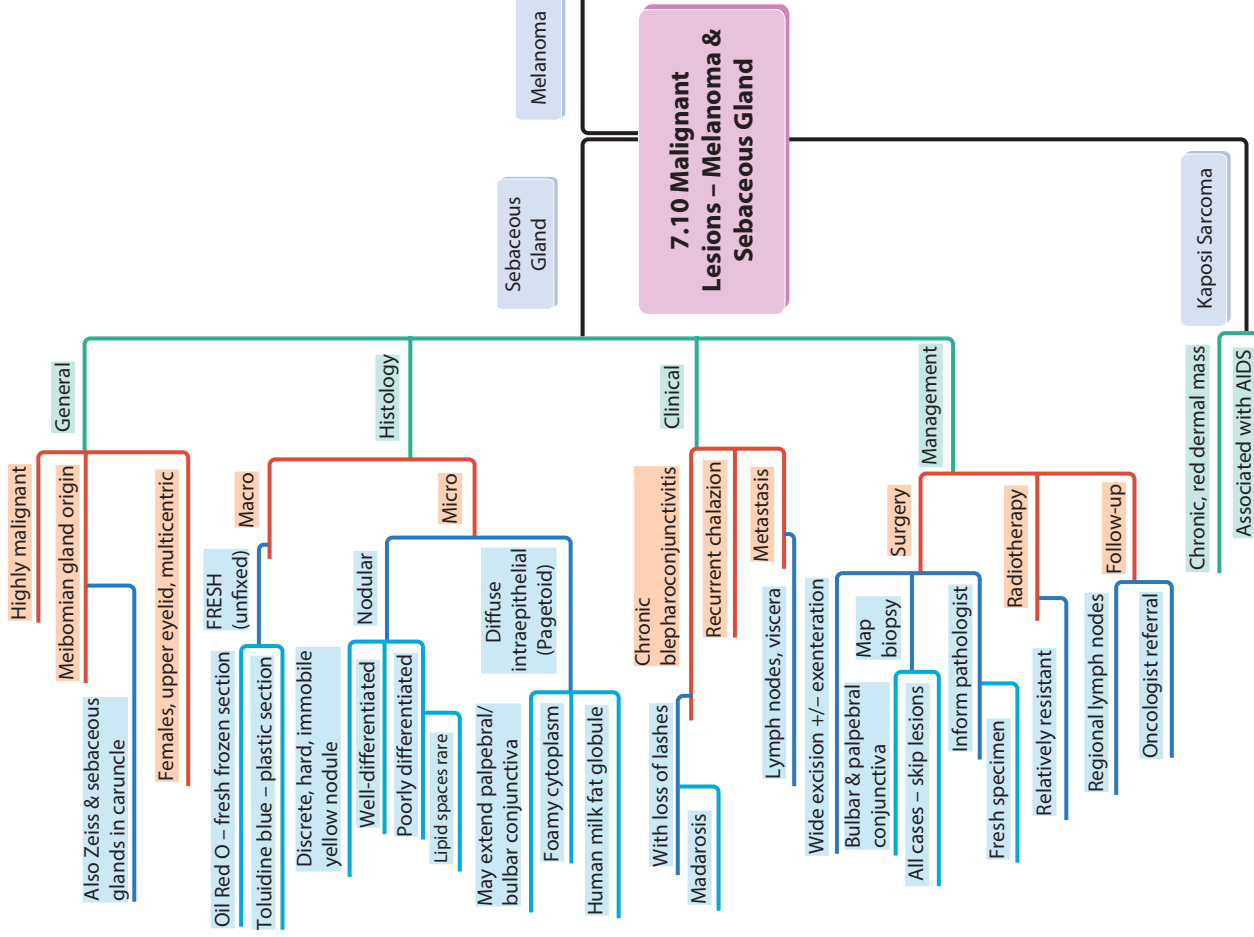 7.10 Malignant
Lesions – Melanoma &
Sebaceous Gland
Melanoma
Sebaceous
Gland
General
Highly malignant
Meibomian gland origin
Also Zeiss & sebaceous
glands in caruncle
Females, upper eyelid, multicentric
Histology
Macro
FRESH
(unfixed)
Oil Red O – fresh frozen section
Toluidine blue – plastic section
Micro
Nodular
Discrete, hard, immobile
yellow nodule
Well-differentiated
Poorly differentiated
Lipid spaces rare
Diffuse
intraepithelial
(Pagetoid)
May extend palpebral/
bulbar conjunctiva
Foamy cytoplasm
Human milk fat globule
Clinical
Chronic
blepharoconjunctivitis
With loss of lashes
Madarosis
Recurrent chalazion
Metastasis
Lymph nodes, viscera
Management
Surgery
Wide excision +/− exenteration
Map
biopsy
Bulbar & palpebral
conjunctiva
All cases – skip lesions
Inform pathologist
Fresh specimen
Radiotherapy
Relatively resistant
Follow-up
Regional lymph nodes
Oncologist referral
Kaposi Sarcoma
Chronic, red dermal mass
Associated with AIDS